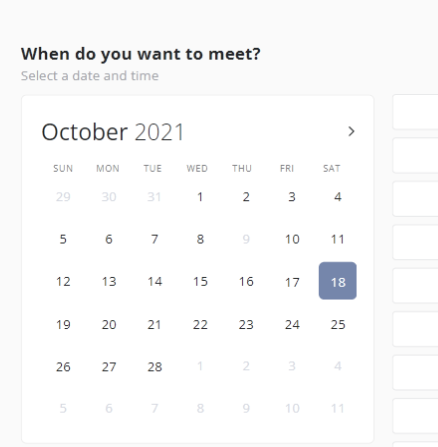 When do you want to meet?
Select a date and time
October 2021
SUN MON TUE WED THU FRI SAT
29 30 31 1 2 3 4
5 6 7 8 9 10 11
12 13 14 15 16 17 18
19 20 21 22 23 24 25
26 27 28 1 2 3 4
5 6 7 8 9 10 11